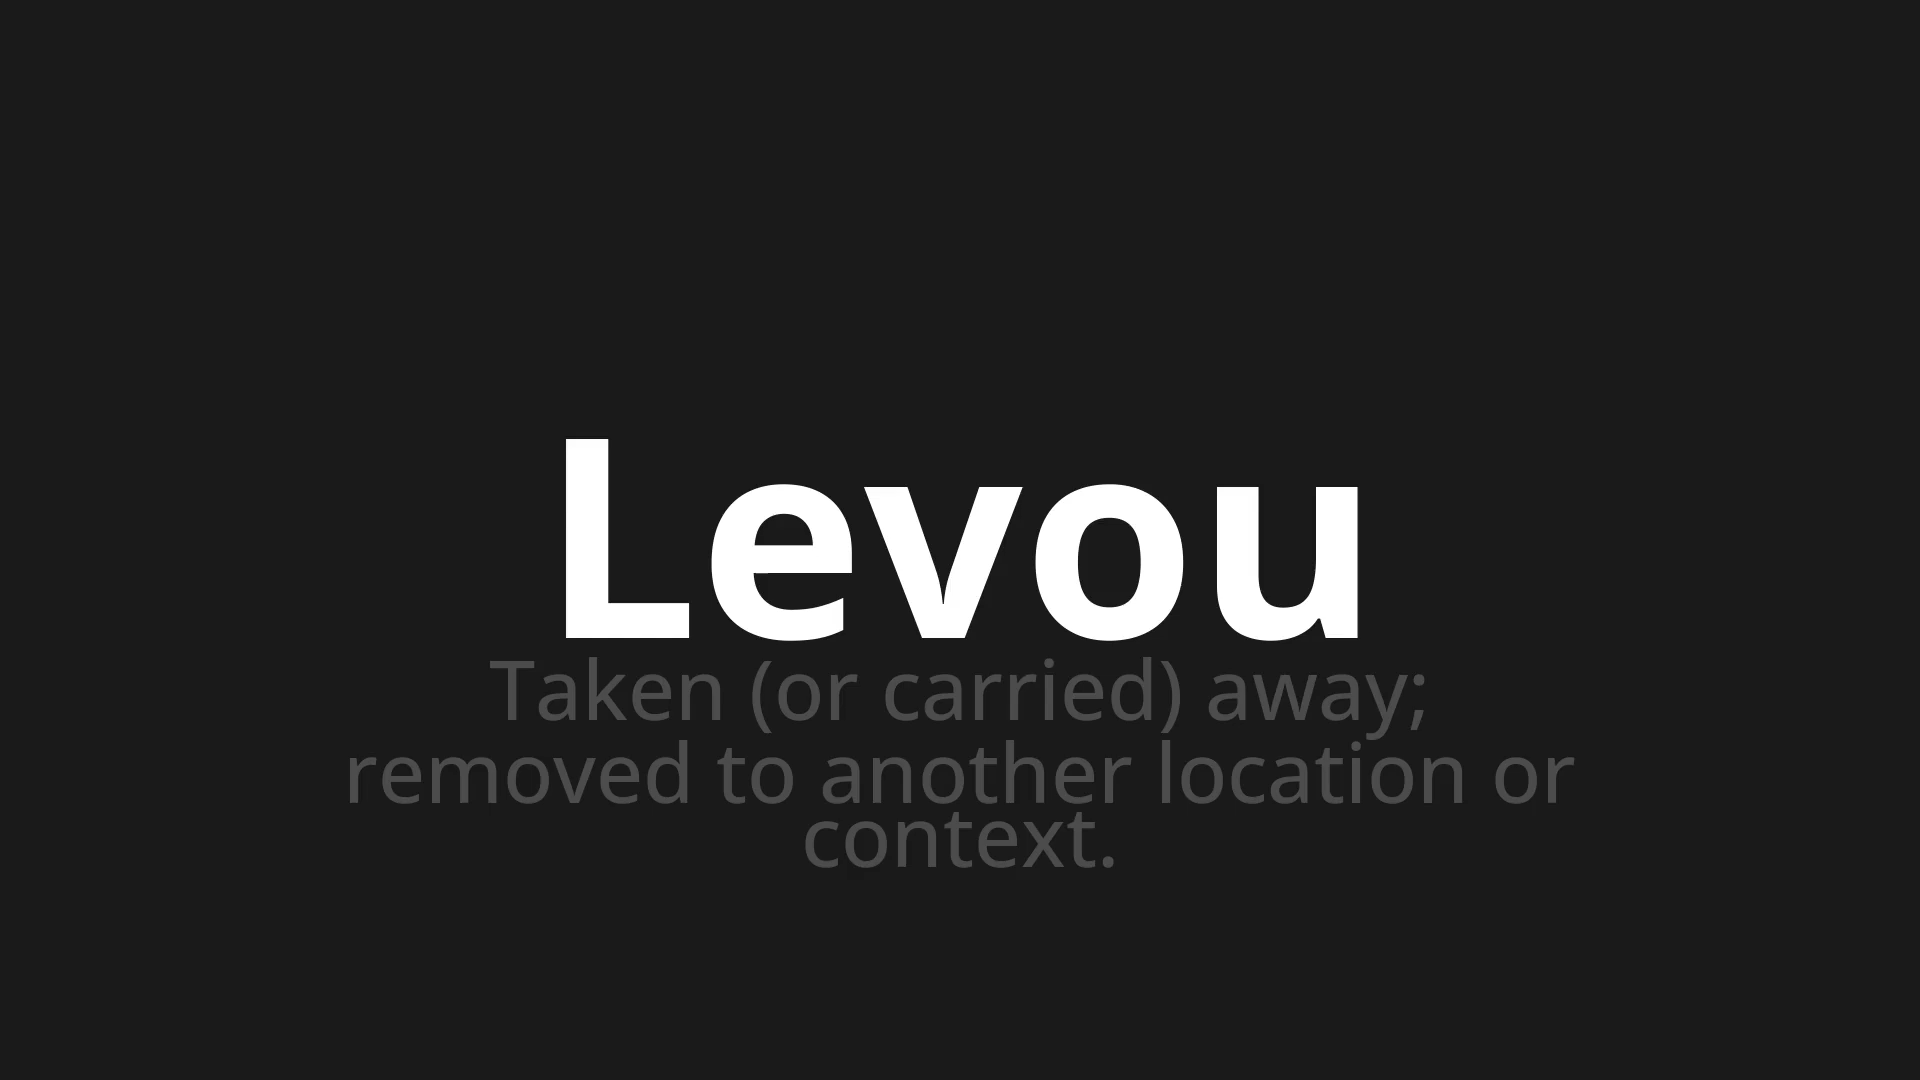 Levou
Taken (or carried) away;
removed to another location or
context.